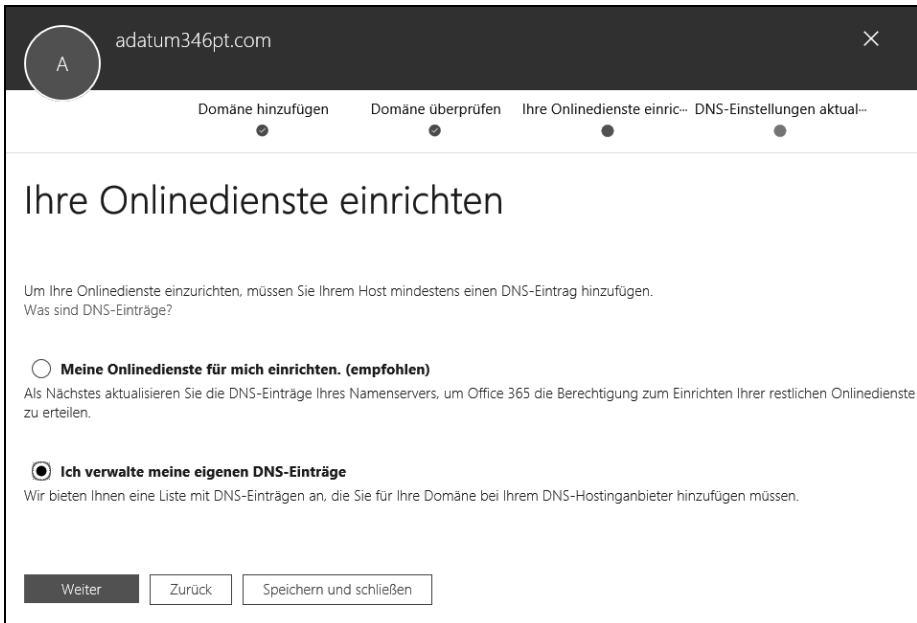 A
adatum346pt.com
Domäne hinzufügen
Domäne überprüfen
Ihre Onlinedienste einric···
DNS-Einstellungen aktual···
Ihre Onlinedienste einrichten
Um Ihre Onlinedienste einzurichten, müssen Sie Ihrem Host mindestens einen DNS-Eintrag hinzufügen.
Was sind DNS-Einträge?
Meine Onlinedienste für mich einrichten. (empfohlen)
Als Nächstes aktualisieren Sie die DNS-Einträge Ihres Namenservers, um Office 365 die Berechtigung zum Einrichten Ihrer restlichen Onlinedienste
zu erteilen.
Ich verwalte meine eigenen DNS-Einträge
Wir bieten Ihnen eine Liste mit DNS-Einträgen an, die Sie für Ihre Domäne bei Ihrem DNS-Hostinganbieter hinzufügen müssen.
Weiter
Zurück
Speichern und schließen